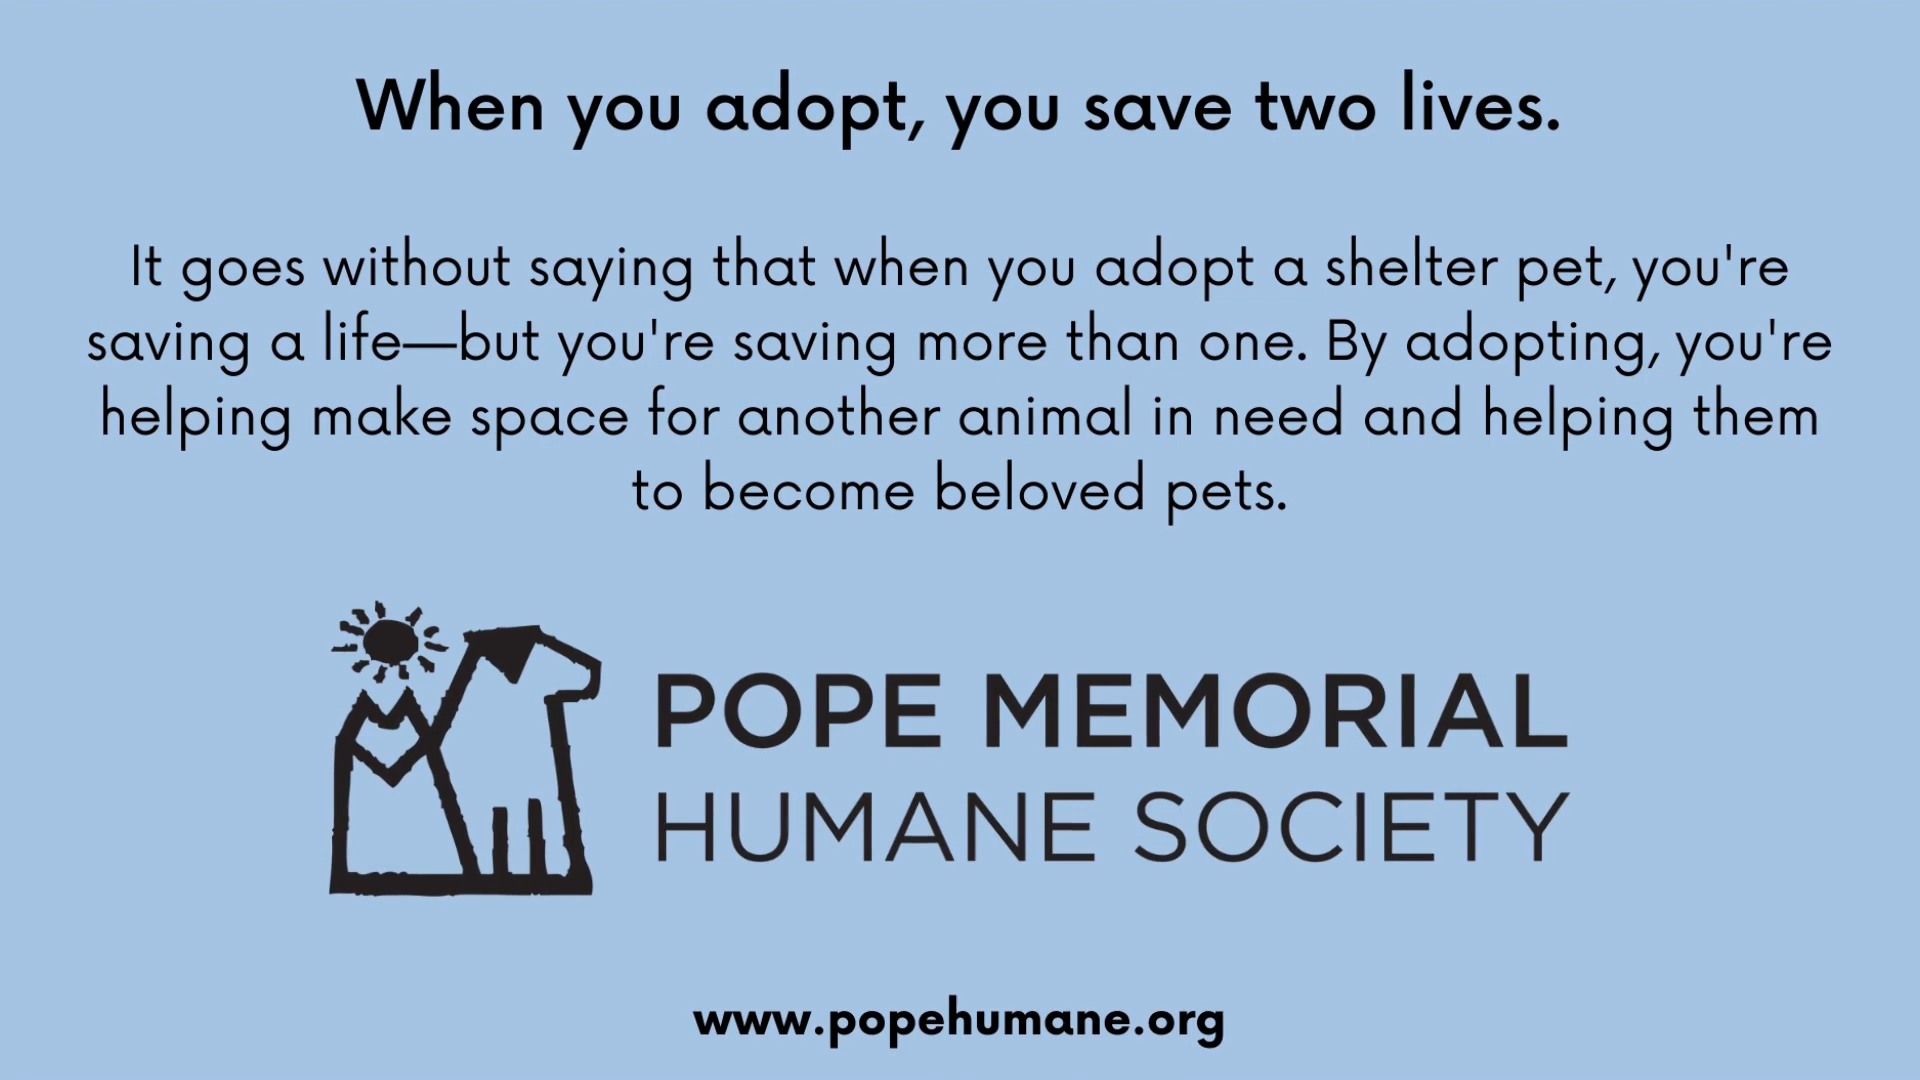 When you adopt, you save two lives.
It goes without saying that when you adopt a shelter pet, you're
saving a life—but you're saving more than one. By adopting, you're
helping make space for another animal in need and helping them
to become beloved pets.
POPE MEMORIAL
HUMANE SOCIETY
www.popehumane.org